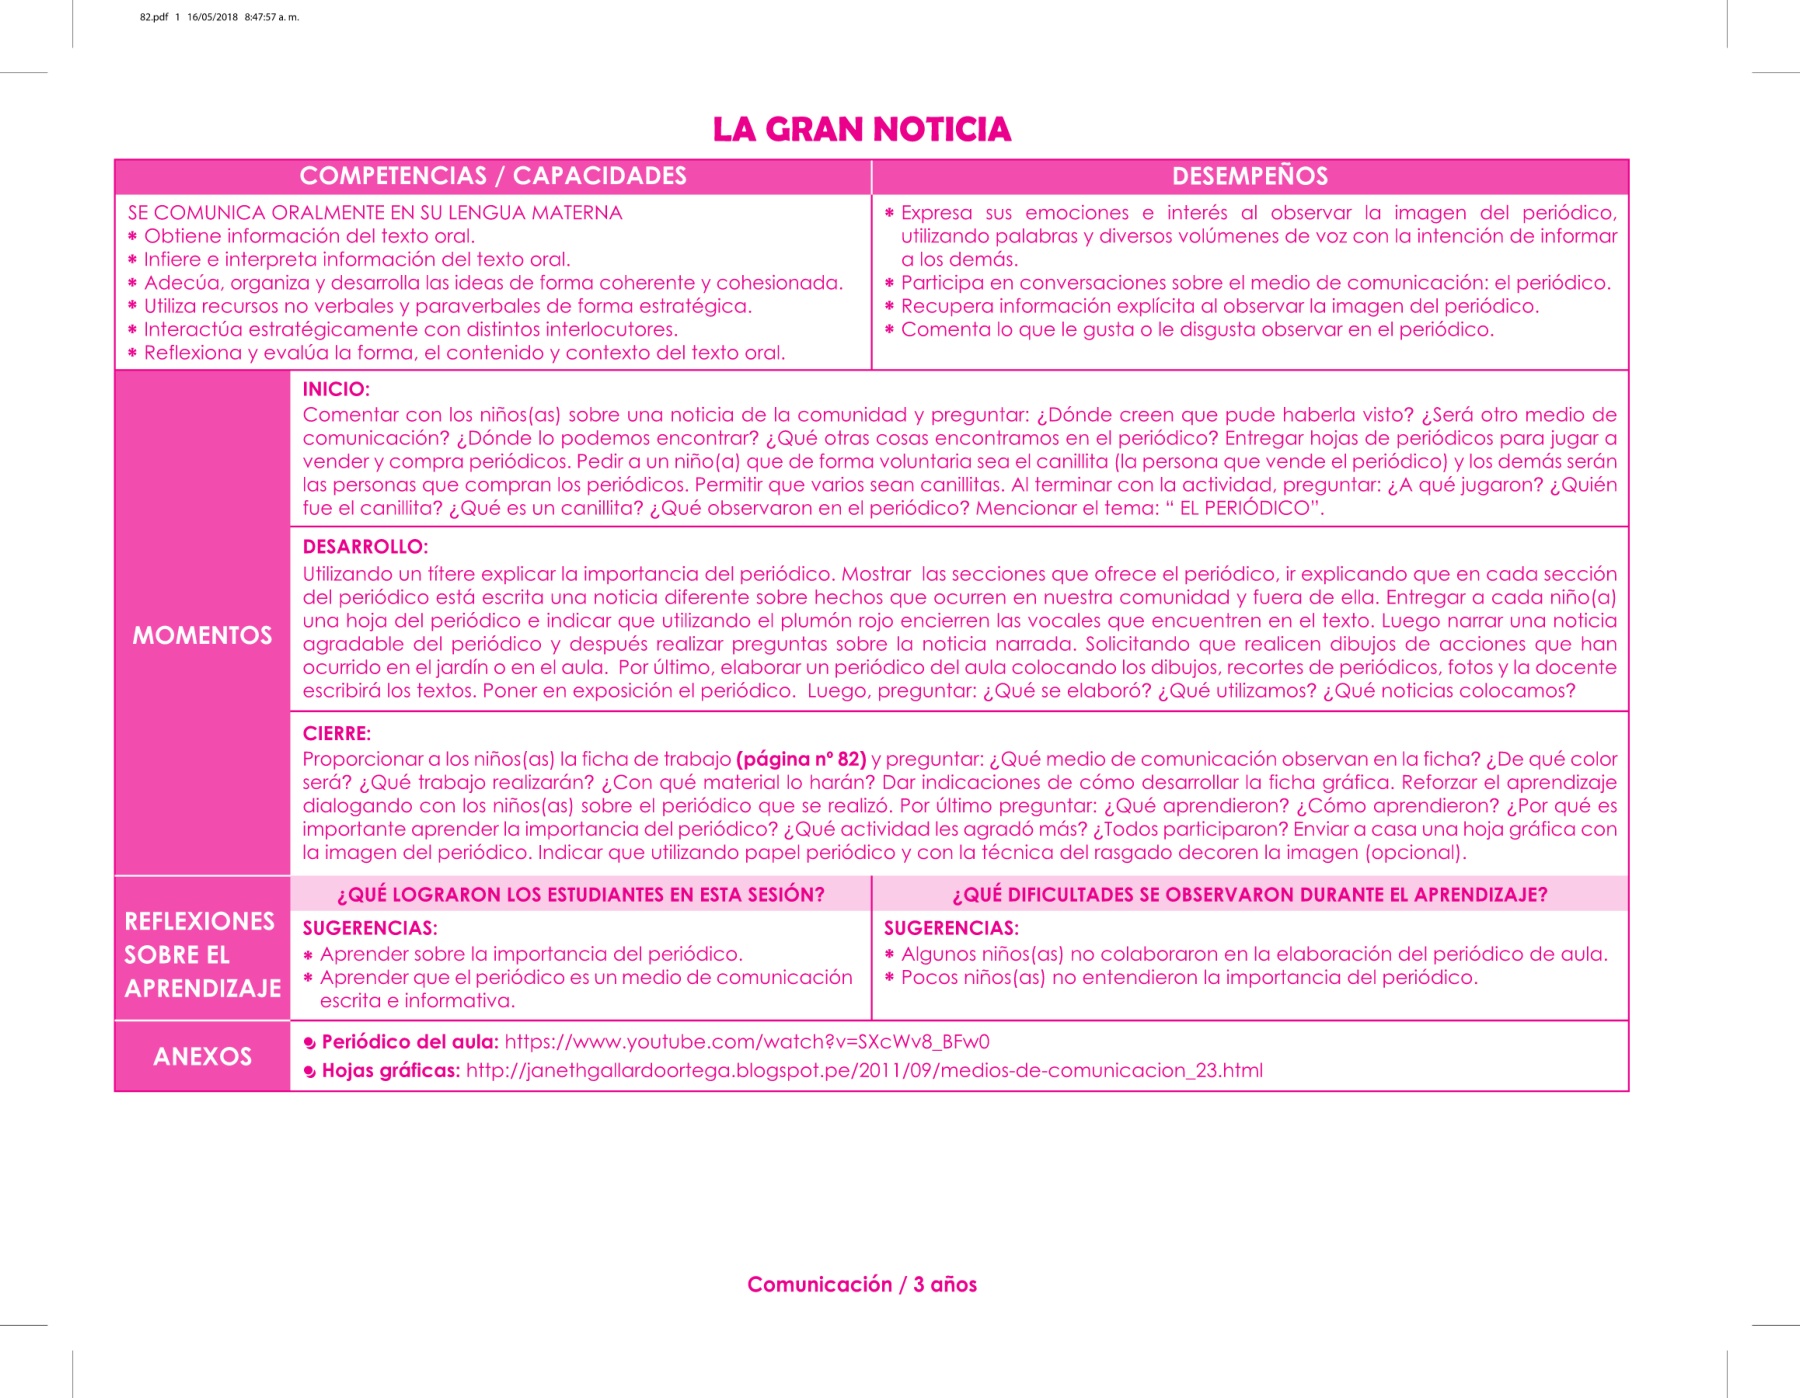 82.pdf 1 16/05/2018 8:47:57 a. m.
LA GRAN NOTICIA
COMPETENCIAS / CAPACIDADES
DESEMPEÑOS
SE COMUNICA ORALMENTE EN SU LENGUA MATERNA
* Obtiene información del texto oral.
* Infiere e interpreta información del texto oral.
* Adecúa, organiza y desarrolla las ideas de forma coherente y cohesionada.
* Utiliza recursos no verbales y paraverbales de forma estratégica.
* Interactúa estratégicamente con distintos interlocutores.
* Reflexiona y evalúa la forma, el contenido y contexto del texto oral.
* Expresa sus emociones e interés al observar la imagen del periódico,
utilizando palabras y diversos volúmenes de voz con la intención de informar
a los demás.
* Participa en conversaciones sobre el medio de comunicación: el periódico.
* Recupera información explícita al observar la imagen del periódico.
* Comenta lo que le gusta o le disgusta observar en el periódico.
MOMENTOS
INICIO:
Comentar con los niños(as) sobre una noticia de la comunidad y preguntar: ¿Dónde creen que pude haberla visto? ¿Será otro medio de
comunicación? ¿Dónde lo podemos encontrar? ¿Qué otras cosas encontramos en el periódico? Entregar hojas de periódicos para jugar a
vender y compra periódicos. Pedir a un niño(a) que de forma voluntaria sea el canillita (la persona que vende el periódico) y los demás serán
las personas que compran los periódicos. Permitir que varios sean canillitas. Al terminar con la actividad, preguntar: ¿A qué jugaron? ¿Quién
fue el canillita? ¿Qué es un canillita? ¿Qué observaron en el periódico? Mencionar el tema: “ EL PERIÓDICO”.
DESARROLLO:
Utilizando un títere explicar la importancia del periódico. Mostrar las secciones que ofrece el periódico, ir explicando que en cada sección
del periódico está escrita una noticia diferente sobre hechos que ocurren en nuestra comunidad y fuera de ella. Entregar a cada niño(a)
una hoja del periódico e indicar que utilizando el plumón rojo encierren las vocales que encuentren en el texto. Luego narrar una noticia
agradable del periódico y después realizar preguntas sobre la noticia narrada. Solicitando que realicen dibujos de acciones que han
ocurrido en el jardín o en el aula. Por último, elaborar un periódico del aula colocando los dibujos, recortes de periódicos, fotos y la docente
escribirá los textos. Poner en exposición el periódico. Luego, preguntar: ¿Qué se elaboró? ¿Qué utilizamos? ¿Qué noticias colocamos?
CIERRE:
Proporcionar a los niños(as) la ficha de trabajo (página nº 82) y preguntar: ¿Qué medio de comunicación observan en la ficha? ¿De qué color
será? ¿Qué trabajo realizarán? ¿Con qué material lo harán? Dar indicaciones de cómo desarrollar la ficha gráfica. Reforzar el aprendizaje
dialogando con los niños(as) sobre el periódico que se realizó. Por último preguntar: ¿Qué aprendieron? ¿Cómo aprendieron? ¿Por qué es
importante aprender la importancia del periódico? ¿Qué actividad les agradó más? ¿Todos participaron? Enviar a casa una hoja gráfica con
la imagen del periódico. Indicar que utilizando papel periódico y con la técnica del rasgado decoren la imagen (opcional).
REFLEXIONES
SOBRE EL
APRENDIZAJE
¿QUÉ LOGRARON LOS ESTUDIANTES EN ESTA SESIÓN?
SUGERENCIAS:
* Aprender sobre la importancia del periódico.
* Aprender que el periódico es un medio de comunicación
escrita e informativa.
¿QUÉ DIFICULTADES SE OBSERVARON DURANTE EL APRENDIZAJE?
SUGERENCIAS:
* Algunos niños(as) no colaboraron en la elaboración del periódico de aula.
* Pocos niños(as) no entendieron la importancia del periódico.
ANEXOS
Periódico del aula: https://www.youtube.com/watch?v=SXcWv8_BFw0
Hojas gráficas: http://janethgallardoortega.blogspot.pe/2011/09/medios-de-comunicacion_23.html
Comunicación / 3 años